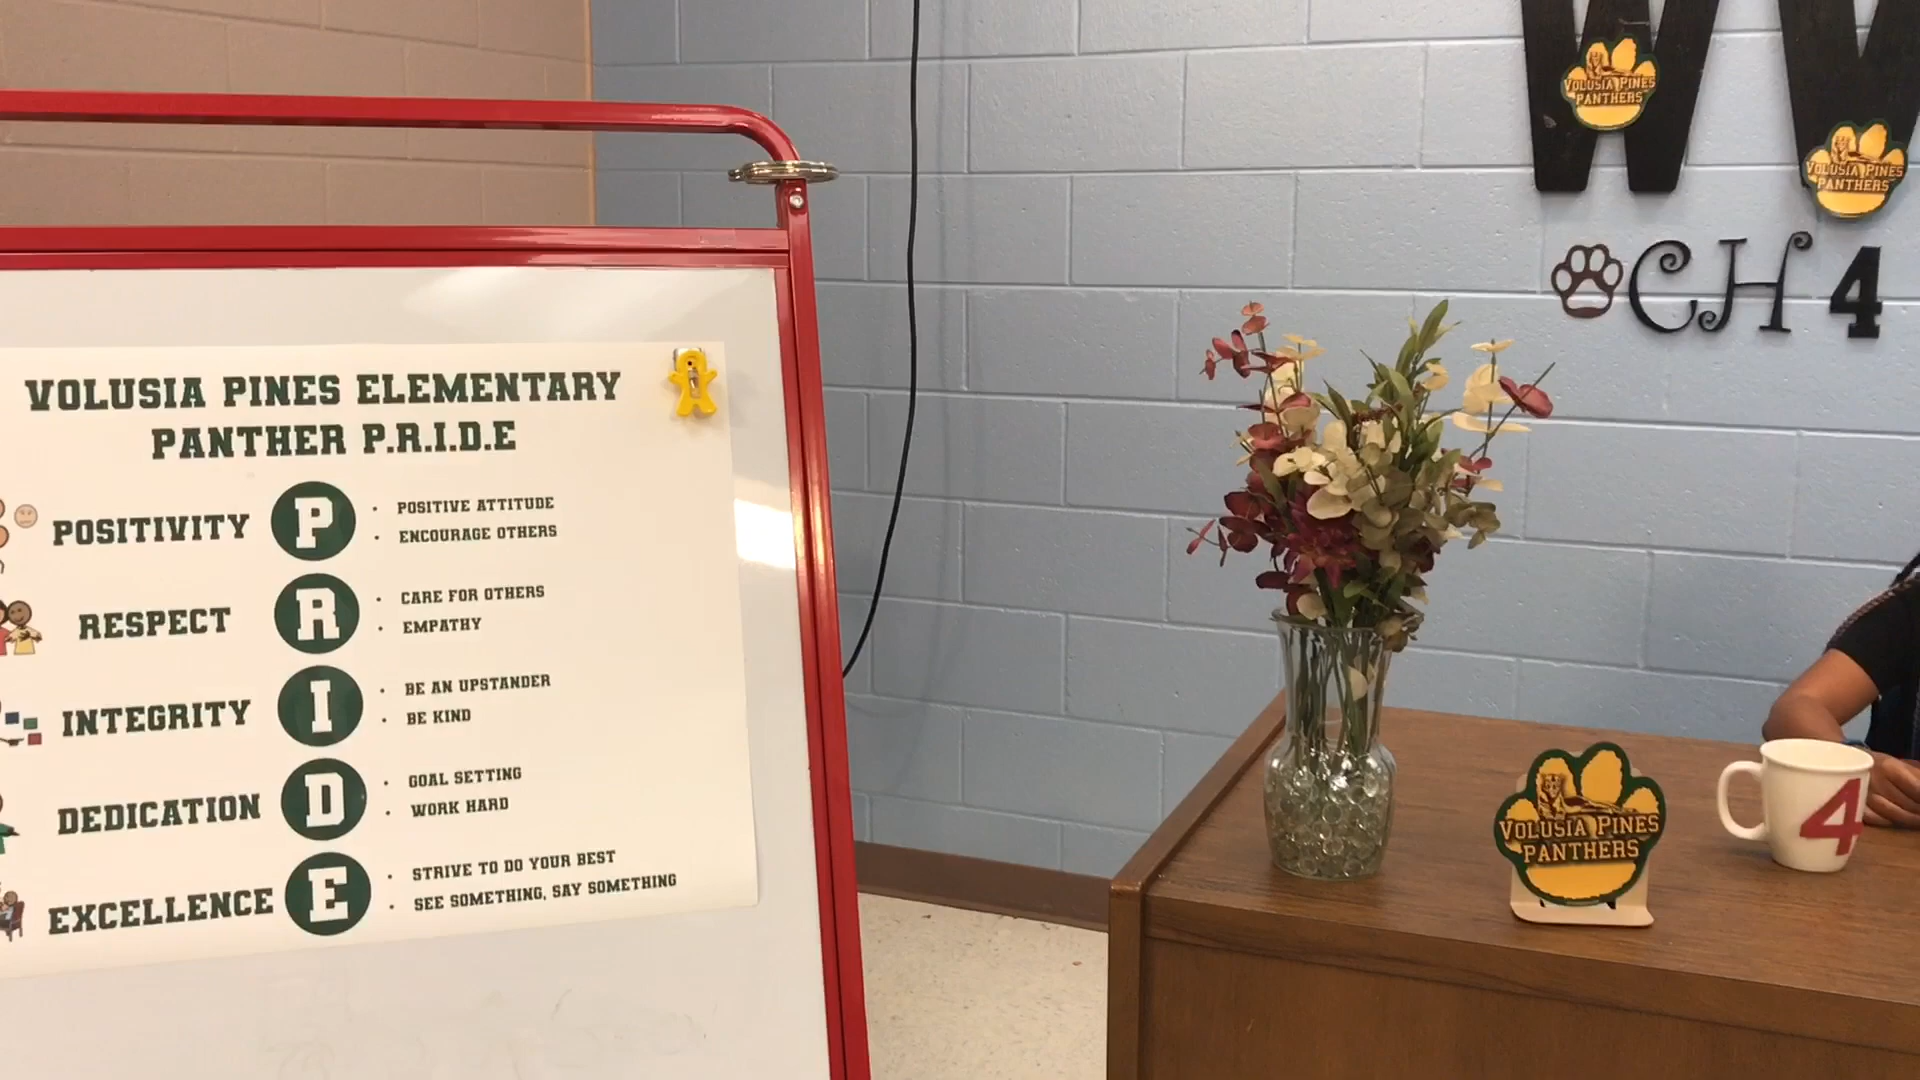 VOLUSIA PINES ELEMENTARY
PANTHER P.R.I.D.E
POSITIVITY P
• POSITIVE ATTITUDE
• ENCOURAGE OTHERS
RESPECT R
• CARE FOR OTHERS
• EMPATHY
INTEGRITY I
• BE AN UPSTANDER
• BE KIND
DEDICATION D
• GOAL SETTING
• WORK HARD
EXCELLENCE E
• STRIVE TO DO YOUR BEST
• SEE SOMETHING, SAY SOMETHING
VOLUSIA PINES
PANTHERS
VOLUSIA PINES
PANTHERS
CH 4
VOLUSIA PINES
PANTHERS
4